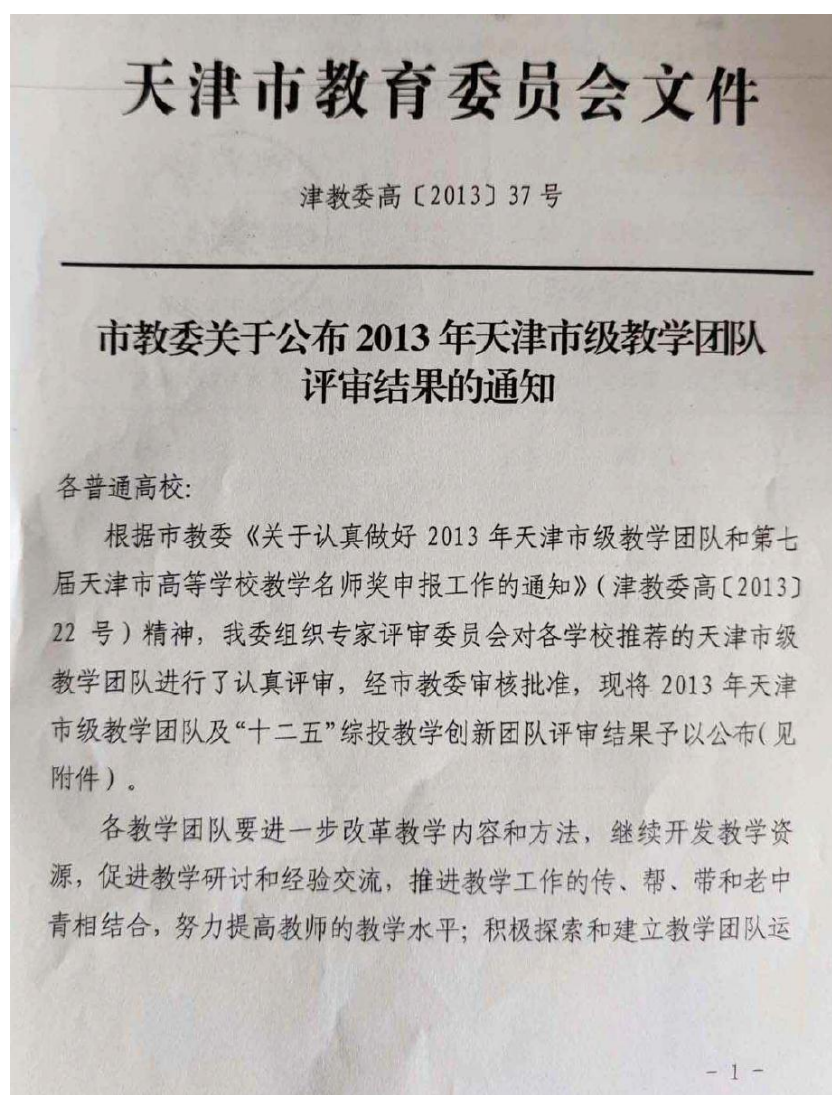 天津市教育委员会文件
津教委高〔2013〕37号
市教委关于公布2013年天津市级教学团队
评审结果的通知
各普通高校:
根据市教委《关于认真做好2013年天津市级教学团队和第七
届天津市高等学校教学名师奖申报工作的通知》(津教委高〔2013〕
22 号)精神，我委组织专家评审委员会对各学校推荐的天津市级
教学团队进行了认真评审，经市教委审核批准，现将2013年天津
市级教学团队及“十二五”综投教学创新团队评审结果予以公布(见
附件)。
各教学团队要进一步改革教学内容和方法，继续开发教学资
源，促进教学研讨和经验交流，推进教学工作的传、帮、带和老中
青相结合，努力提高教师的教学水平；积极探索和建立教学团队运
- 1 -